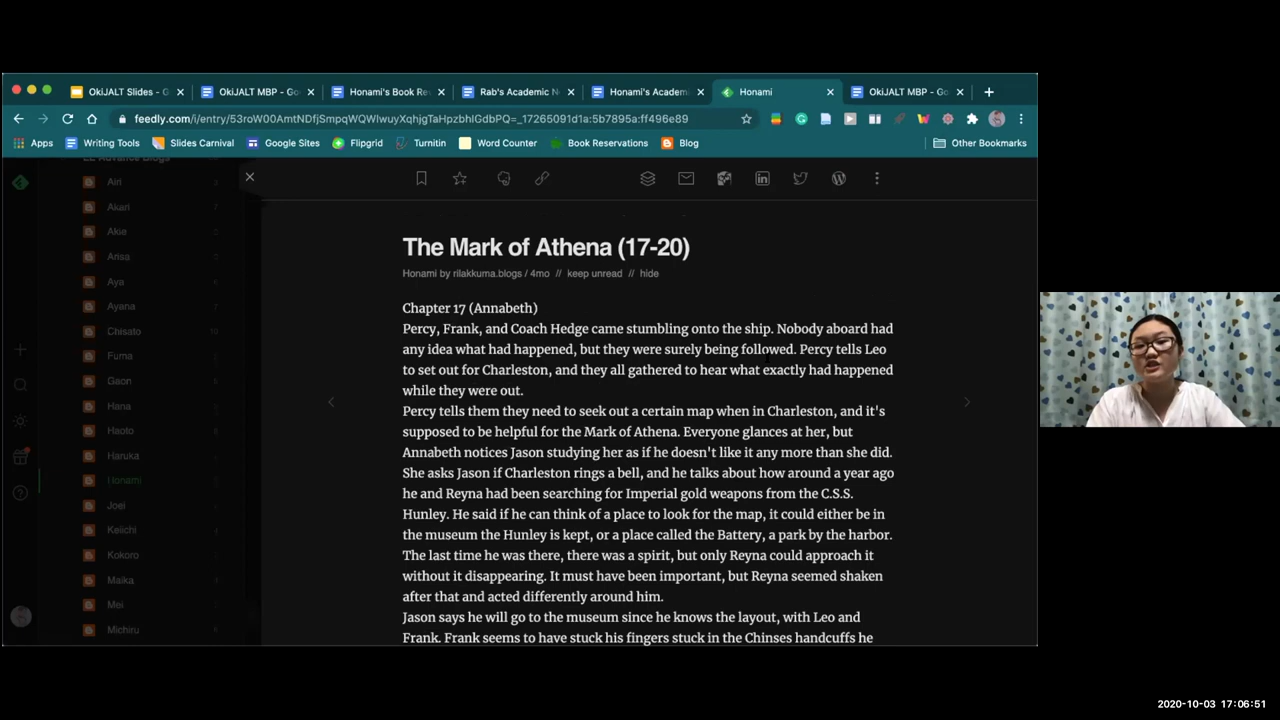 OkiJALT Slides - G
OkiJALT MBP - Go
Honami's Book Re
Rab's Academic N
Honami's Academi
Honami
OkiJALT MBP - Go
feedly.com/i/entry/53roW00AmtNDfjSmpqWQWlwuyXqhjgTaHpzbhIGdbPQ=_17265091d1a:5b7895a:ff496e89
Apps
Writing Tools
Slides Carnival
Google Sites
Flipgrid
Turnitin
Word Counter
Book Reservations
Blog
Other Bookmarks
Airi
Akari
Akie
Arisa
Aya
Ayana
Chisato
Fuma
Gaon
Hana
Haoto
Haruka
Honami
Joei
Keiichi
Kokoro
Maika
Mei
Michiru
The Mark of Athena (17-20)
Honami by rilakkuma.blogs / 4mo // keep unread // hide
Chapter 17 (Annabeth)
Percy, Frank, and Coach Hedge came stumbling onto the ship. Nobody aboard had
any idea what had happened, but they were surely being followed. Percy tells Leo
to set out for Charleston, and they all gathered to hear what exactly had happened
while they were out.
Percy tells them they need to seek out a certain map when in Charleston, and it's
supposed to be helpful for the Mark of Athena. Everyone glances at her, but
Annabeth notices Jason studying her as if he doesn't like it any more than she did.
She asks Jason if Charleston rings a bell, and he talks about how around a year ago
he and Reyna had been searching for Imperial gold weapons from the C.S.S.
Hunley. He said if he can think of a place to look for the map, it could either be in
the museum the Hunley is kept, or a place called the Battery, a park by the harbor.
The last time he was there, there was a spirit, but only Reyna could approach it
without it disappearing. It must have been important, but Reyna seemed shaken
after that and acted differently around him.
Jason says he will go to the museum since he knows the layout, with Leo and
Frank. Frank seems to have stuck his fingers stuck in the Chinses handcuffs he
2020-10-03 17:06:51